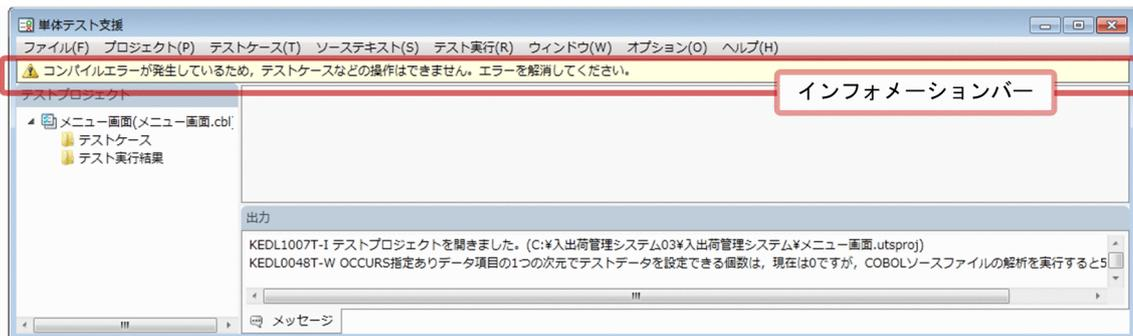 単体テスト支援
ファイル(F) プロジェクト(P) テストケース(T) ソーステキスト(S) テスト実行(R) ウィンドウ(W) オプション(O) ヘルプ(H)
コンパイルエラーが発生しているため，テストケースなどの操作はできません。エラーを解消してください。
インフォメーションバー
テストプロジェクト
メニュー画面(メニュー画面.cbl)
テストケース
テスト実行結果
出力
KEDL1007T-I テストプロジェクトを開きました。(C:¥入出荷管理システム03¥入出荷管理システム¥メニュー画面.utsproj)
KEDL0048T-W OCCURS指定ありデータ項目の1つの次元でテストデータを設定できる個数は，現在は0ですが，COBOLソースファイルの解析を実行すると5
メッセージ